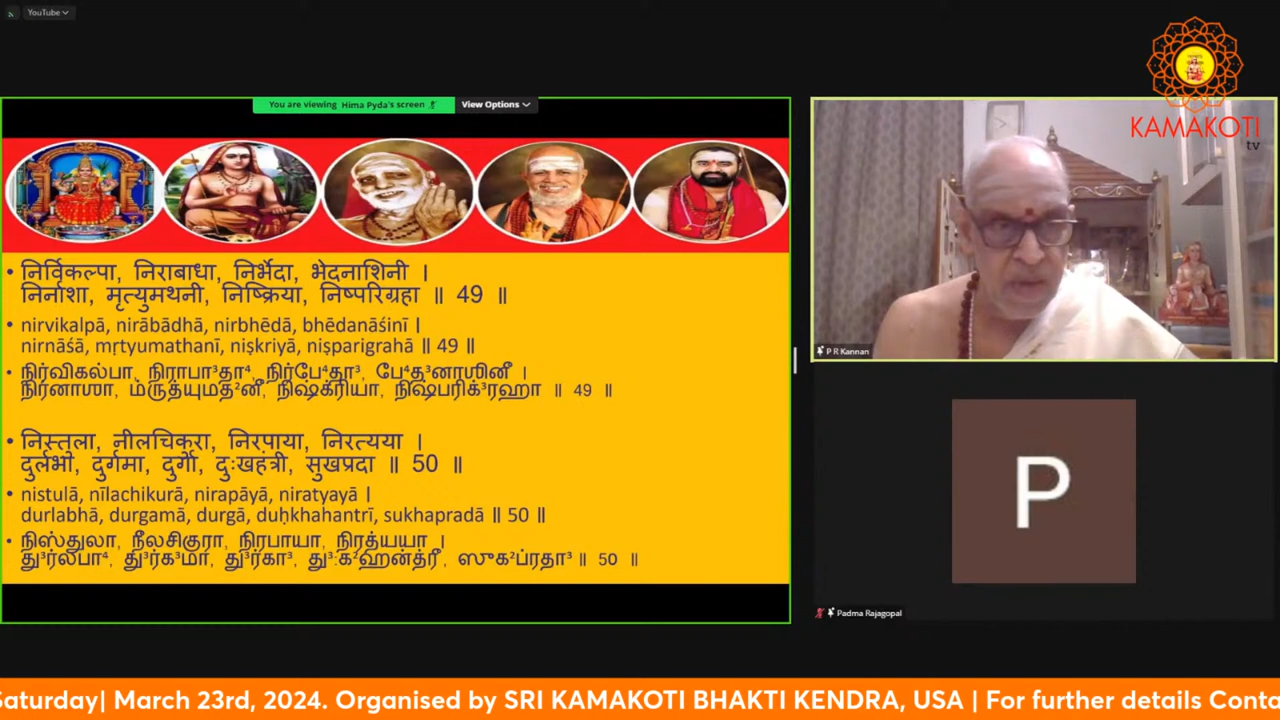 YouTube
You are viewing Hima Pyda's screen
View Options
KAMAKOTI
tv
• निर्विकल्पा, निराबाधा, निर्भेदा, भेदनाशिनी ।
निर्नाशा, मृत्युमथनी, निष्क्रिया, निष्परिग्रहा ॥ 49 ॥
• nirvikalpā, nirābādhā, nirbhēdā, bhēdanāśinī |
nirnāśā, mṛtyumathanī, niṣkriyā, niṣparigrahā ǁ 49 ǁ
• நிர்விகல்பா, நிராபா³தா⁴, நிர்பே⁴தா³, பே⁴த³னாஶினீ ।
நிர்னாஶா, ம்ருத்யுமத²னீ, நிஷ்க்ரியா, நிஷ்பரிக்³ரஹா ॥ 49 ॥
• निस्तुला, नीलचिकुरा, निरपाया, निरत्यया ।
दुर्लभा, दुर्गमा, दुर्गा, दुःखहन्त्री, सुखप्रदा ॥ 50 ॥
• nistulā, nīlachikurā, nirapāyā, niratyayā |
durlabhā, durgamā, durgā, duḥkhahantrī, sukhapradā ǁ 50 ǁ
• நிஸ்துலா, நீலசிகுரா, நிரபாயா, நிரத்யயா ।
து³ர்லபா⁴, து³ர்க³மா, து³ர்கா³, து³:க²ஹன்த்ரீ, ஸுக²ப்ரதா³ ॥ 50 ॥
P R Kannan
P
Padma Rajagopal
Saturday| March 23rd, 2024. Organised by SRI KAMAKOTI BHAKTI KENDRA, USA | For further details Conta